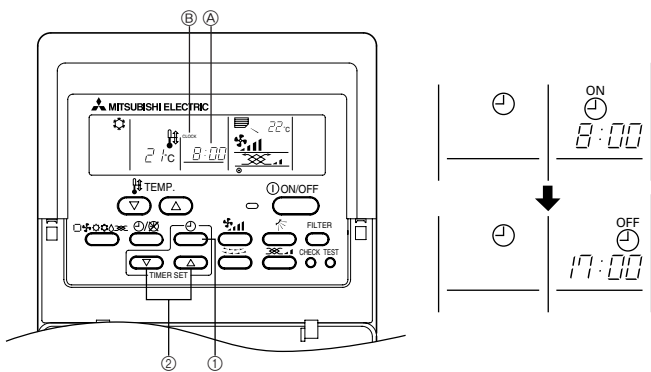 Ⓑ Ⓐ
MITSUBISHI ELECTRIC
CLOCK 22°C
21°C 8:00
TEMP. ON/OFF
FILTER
CHECK TEST
TIMER SET
② ①
ON
8:00
OFF
17:00